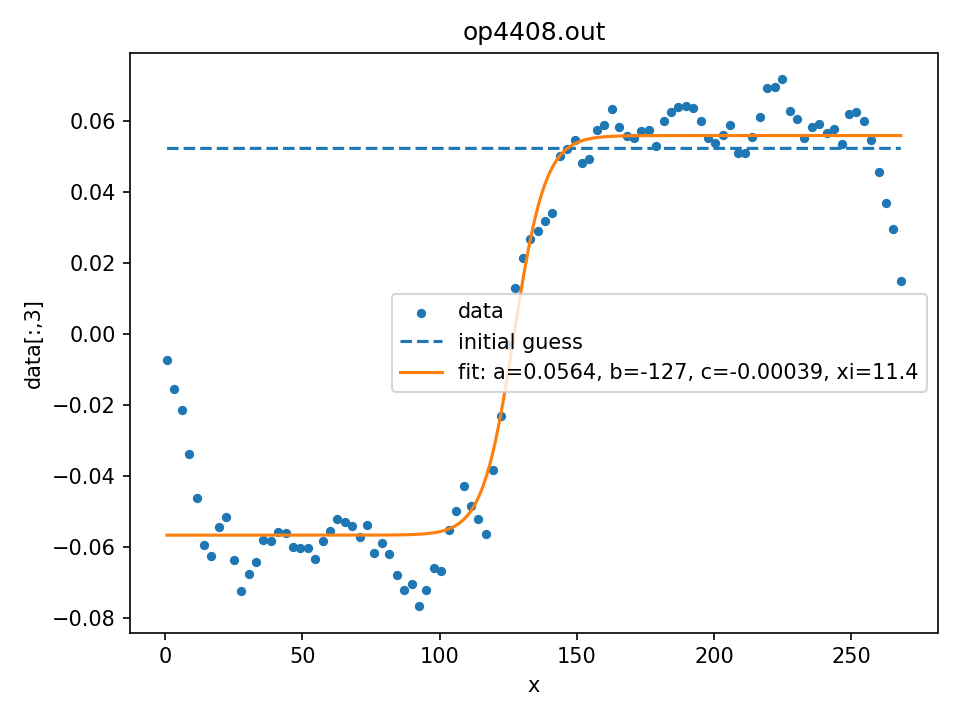 op4408.out
data[:,3]
0.06
0.04
0.02
0.00
−0.02
−0.04
−0.06
−0.08
data
initial guess
fit: a=0.0564, b=-127, c=-0.00039, xi=11.4
0 50 100 150 200 250
x